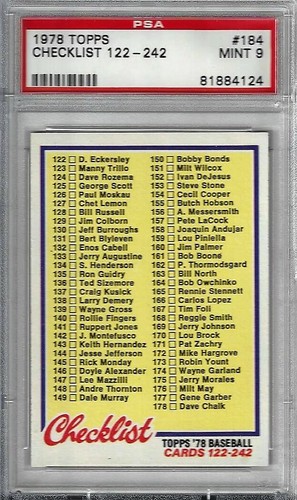 PSA
1978 TOPPS #184
CHECKLIST 122-242 MINT 9
81884124
122 D. Eckersley
123 Manny Trillo
124 Dave Rozema
125 George Scott
126 Paul Moskau
127 Chet Lemon
128 Bill Russell
129 Jim Colborn
130 Jeff Burroughs
131 Bert Blyleven
132 Enos Cabell
133 Jerry Augustine
134 S. Henderson
135 Ron Guidry
136 Ted Sizemore
137 Craig Kusick
138 Larry Demery
139 Wayne Gross
140 Rollie Fingers
141 Ruppert Jones
142 J. Montefusco
143 Keith Hernandez
144 Jesse Jefferson
145 Rick Monday
146 Doyle Alexander
147 Lee Mazzilli
148 Andre Thornton
149 Dale Murray
150 Bobby Bonds
151 Milt Wilcox
152 Ivan DeJesus
153 Steve Stone
154 Cecil Cooper
155 Butch Hobson
156 A. Messersmith
157 Pete LaCock
158 Joaquin Andujar
159 Lou Piniella
160 Jim Palmer
161 Bob Boone
162 P. Thormodsgard
163 Bill North
164 Bob Owchinko
165 Rennie Stennett
166 Carlos Lopez
167 Tim Foli
168 Reggie Smith
169 Jerry Johnson
170 Lou Brock
171 Pat Zachry
172 Mike Hargrove
173 Robin Yount
174 Wayne Garland
175 Jerry Morales
176 Milt May
177 Gene Garber
178 Dave Chalk
Checklist
TOPPS '78 BASEBALL
CARDS 122-242